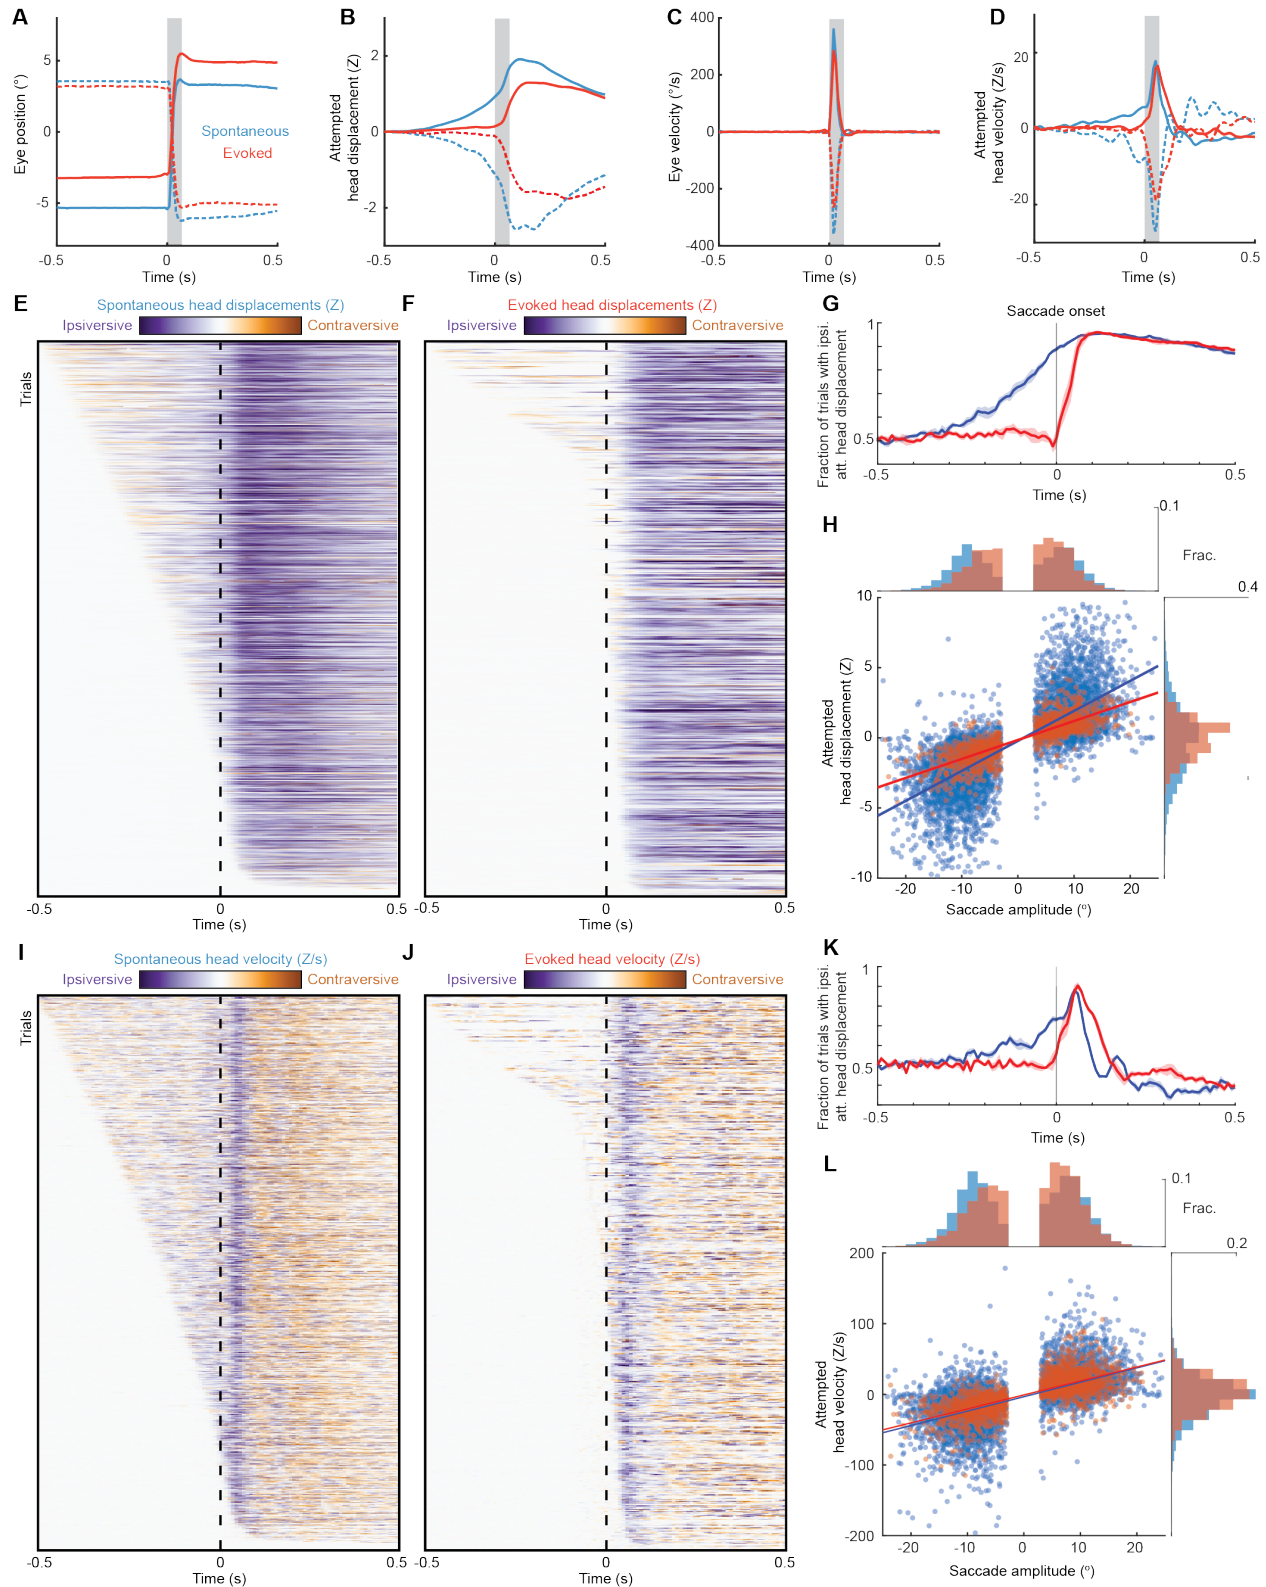 A
Eye position (°)
5
0
-5
Spontaneous
Evoked
-0.5
0
0.5
Time (s)
B
Attempted
head displacement (Z)
2
0
-2
-0.5
0
0.5
Time (s)
C
Eye velocity (°/s)
400
200
0
-200
-400
-0.5
0
0.5
Time (s)
D
Attempted
head velocity (Z/s)
20
0
-20
-0.5
0
0.5
Time (s)
E
Spontaneous head displacements (Z)
Ipsiversive
Contraversive
Trials
-0.5
0
0.5
Time (s)
F
Evoked head displacements (Z)
Ipsiversive
Contraversive
-0.5
0
0.5
Time (s)
G
Saccade onset
Fraction of trials with ipsi.
att. head displacement
1
0.5
-0.5
0
0.5
Time (s)
H
0.1
Frac.
0.4
Attempted
head displacement (Z)
10
5
0
-5
-10
-20
-10
0
10
20
Saccade amplitude (°)
I
Spontaneous head velocity (Z/s)
Ipsiversive
Contraversive
Trials
-0.5
0
0.5
Time (s)
J
Evoked head velocity (Z/s)
Ipsiversive
Contraversive
-0.5
0
0.5
Time (s)
K
Fraction of trials with ipsi.
att. head displacement
1
0.5
-0.5
0
0.5
Time (s)
L
0.1
Frac.
0.2
Attempted
head velocity (Z/s)
200
100
0
-100
-200
-20
-10
0
10
20
Saccade amplitude (°)